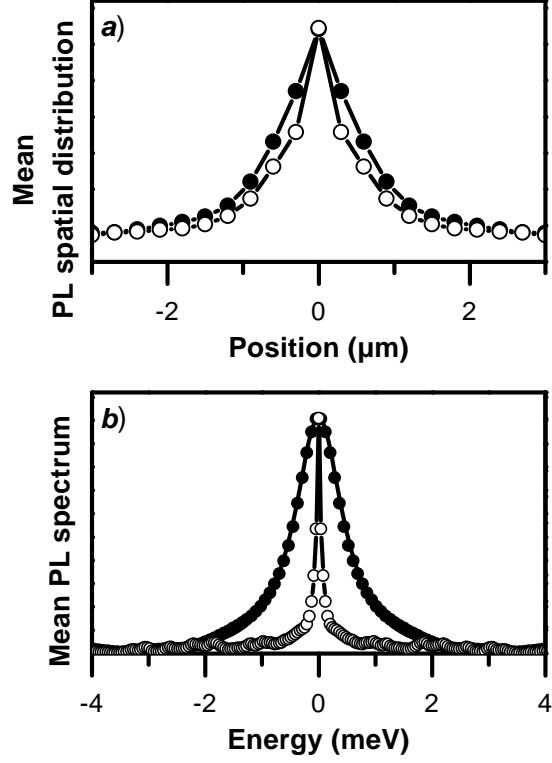 a)
Mean
PL spatial distribution
-2
0
2
Position (µm)
b)
Mean PL spectrum
-4
-2
0
2
4
Energy (meV)